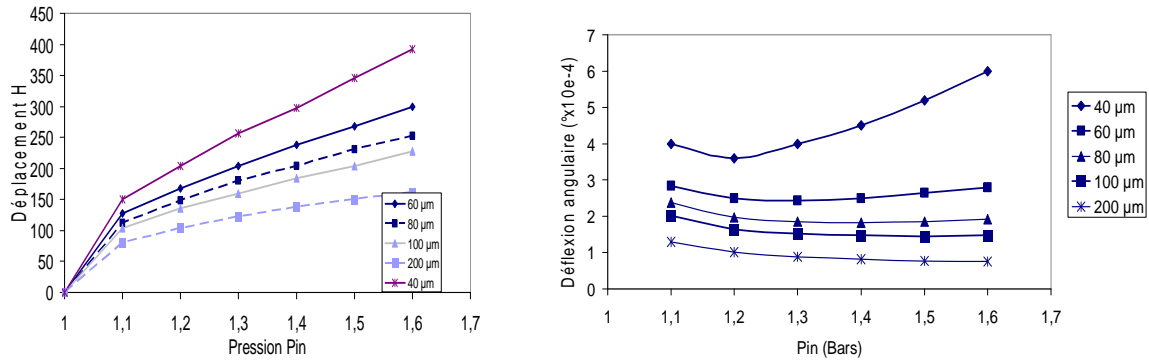 450
400
350
300
250
200
150
100
50
0
Déplacement H
1 1,1 1,2 1,3 1,4 1,5 1,6 1,7
Pression Pin
60 µm
80 µm
100 µm
200 µm
40 µm
7
6
5
4
3
2
1
0
Déflexion angulaire (°x10e-4)
1 1,1 1,2 1,3 1,4 1,5 1,6 1,7
Pin (Bars)
40 µm
60 µm
80 µm
100 µm
200 µm